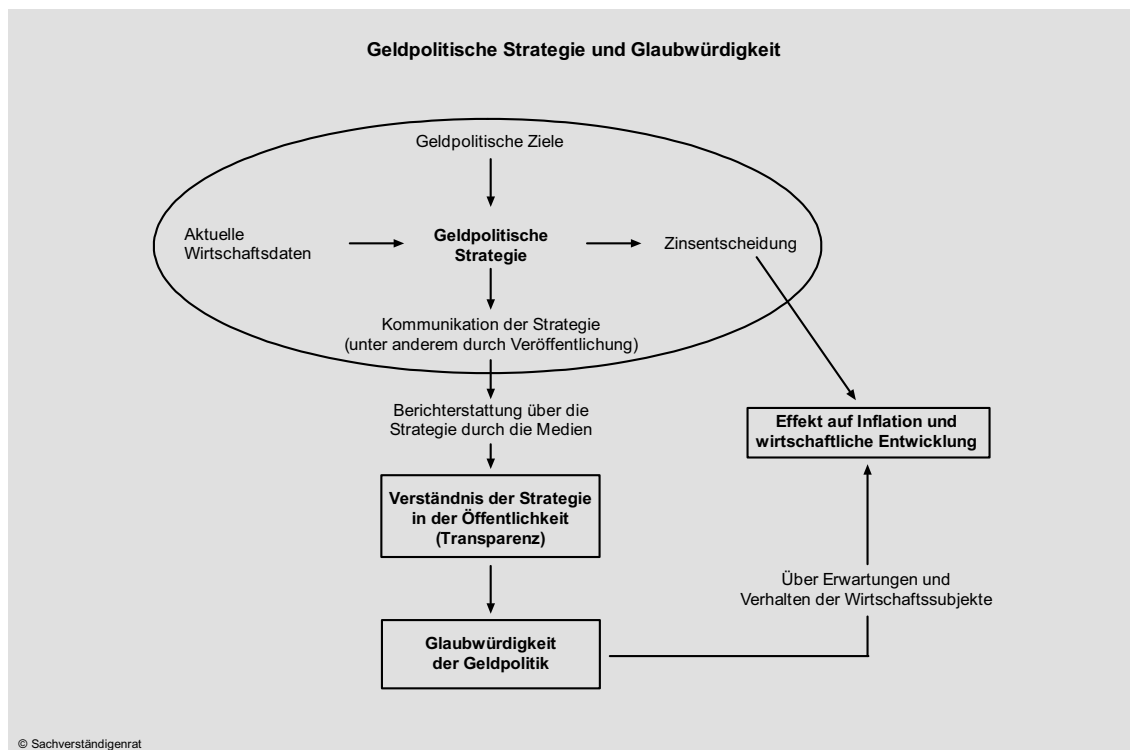 Geldpolitische Strategie und Glaubwürdigkeit
Geldpolitische Ziele
Aktuelle
Wirtschaftsdaten
Geldpolitische
Strategie
Zinsentscheidung
Kommunikation der Strategie
(unter anderem durch Veröffentlichung)
Berichterstattung über die
Strategie durch die Medien
Effekt auf Inflation und
wirtschaftliche Entwicklung
Verständnis der Strategie
in der Öffentlichkeit
(Transparenz)
Über Erwartungen und
Verhalten der Wirtschaftssubjekte
Glaubwürdigkeit
der Geldpolitik
© Sachverständigenrat